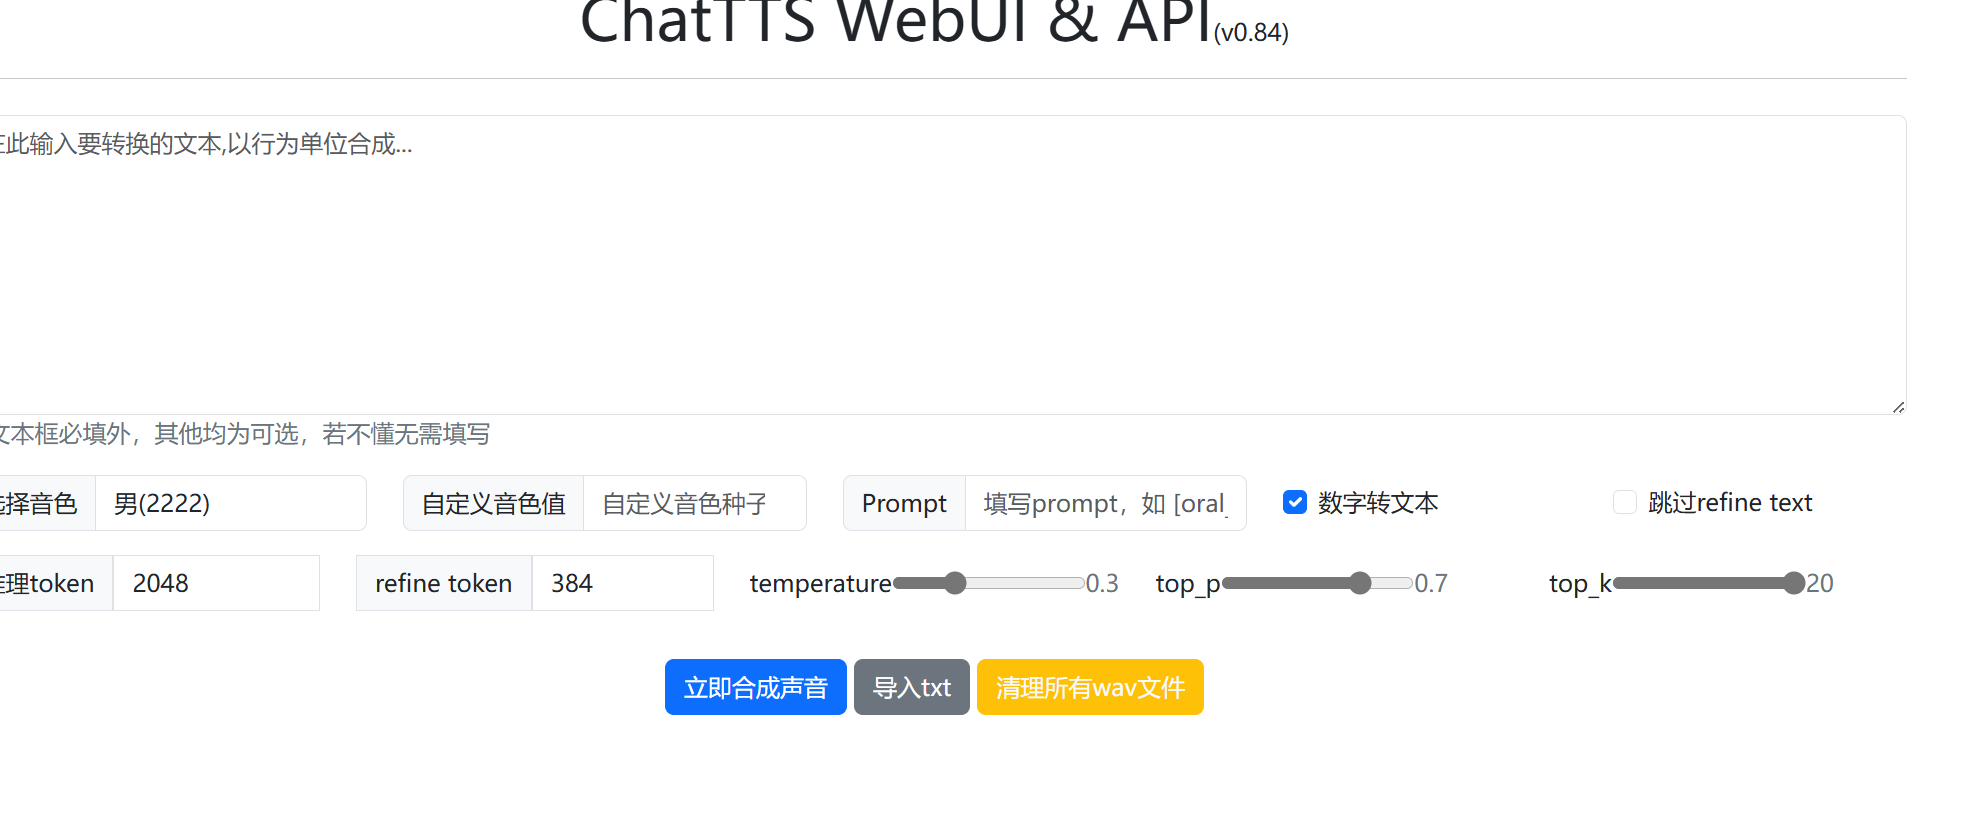 ChatTTS WebUI & API(v0.84)
此输入要转换的文本,以行为单位合成...
文本框必填外，其他均为可选，若不懂无需填写
选择音色 男(2222) 自定义音色值 自定义音色种子 Prompt 填写prompt，如 [oral_ 数字转文本 跳过refine text
推理token 2048 refine token 384 temperature 0.3 top_p 0.7 top_k 20
立即合成声音 导入txt 清理所有wav文件